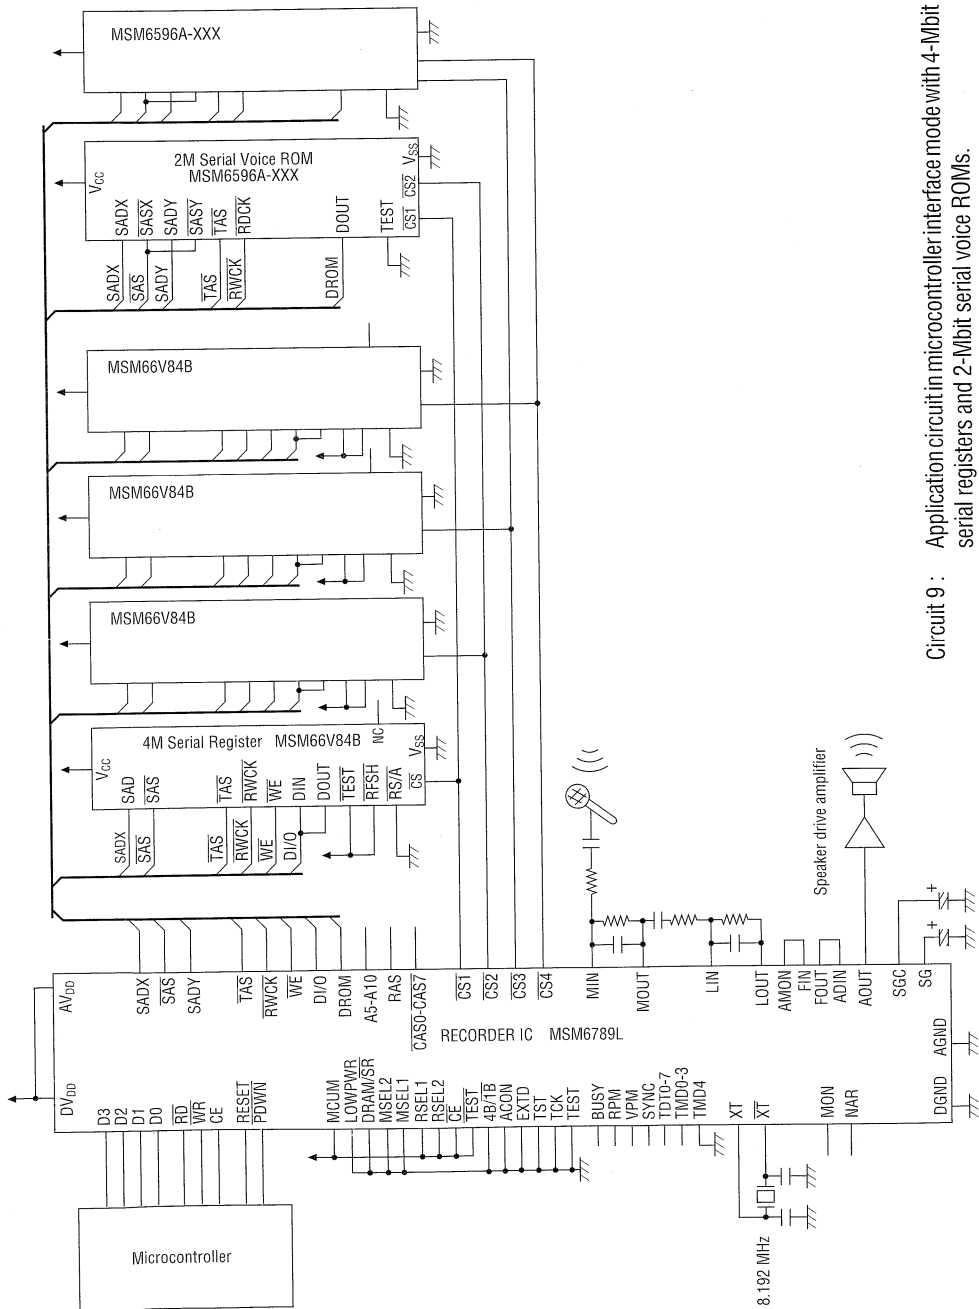 MSM6596A-XXX
2M Serial Voice ROM
MSM6596A-XXX
VCC
VSS
SADX
SASX
SADY
SASY
TAS
RDCK
DOUT
TEST
CS1
CS2
SADX
SAS
SADY
TAS
RWCK
DROM
MSM66V84B
MSM66V84B
MSM66V84B
4M Serial Register MSM66V84B
NC
VCC
VSS
SAD
SAS
TAS
RWCK
WE
DIN
DOUT
TEST
RFSH
RS/A
CS
SADX
SAS
TAS
RWCK
WE
DI/O
AVDD
SADX
SAS
SADY
TAS
RWCK
WE
DI/O
DROM
A5-A10
RAS
CAS0-CAS7
CS1
CS2
CS3
CS4
MIN
MOUT
LIN
LOUT
AMON
FIN
FOUT
ADIN
AOUT
SGC
SG
RECORDER IC MSM6789L
DVDD
D3
D2
D1
D0
RD
WR
CE
RESET
PDWN
MCUM
LOWPWR
DRAM/SR
MSEL2
MSEL1
RSEL1
RSEL2
CE
TEST
4B/1B
ACON
EXTD
TST
TCK
TEST
BUSY
RPM
VPM
SYNC
TDT0-7
TMD0-3
TMD4
XT
XT
MON
NAR
DGND
AGND
Microcontroller
8.192 MHz
Speaker drive amplifier
+
+
Circuit 9 : Application circuit in microcontroller interface mode with 4-Mbit
serial registers and 2-Mbit serial voice ROMs.